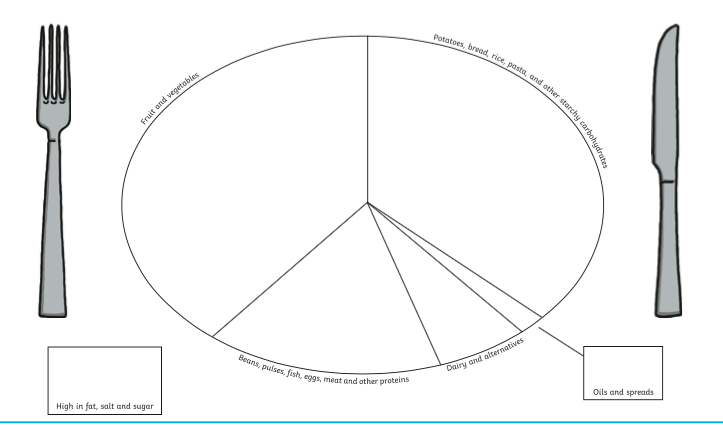 Fruit and vegetables
Potatoes, bread, rice, pasta, and other starchy carbohydrates
Beans, pulses, fish, eggs, meat and other proteins
Dairy and alternatives
Oils and spreads
High in fat, salt and sugar